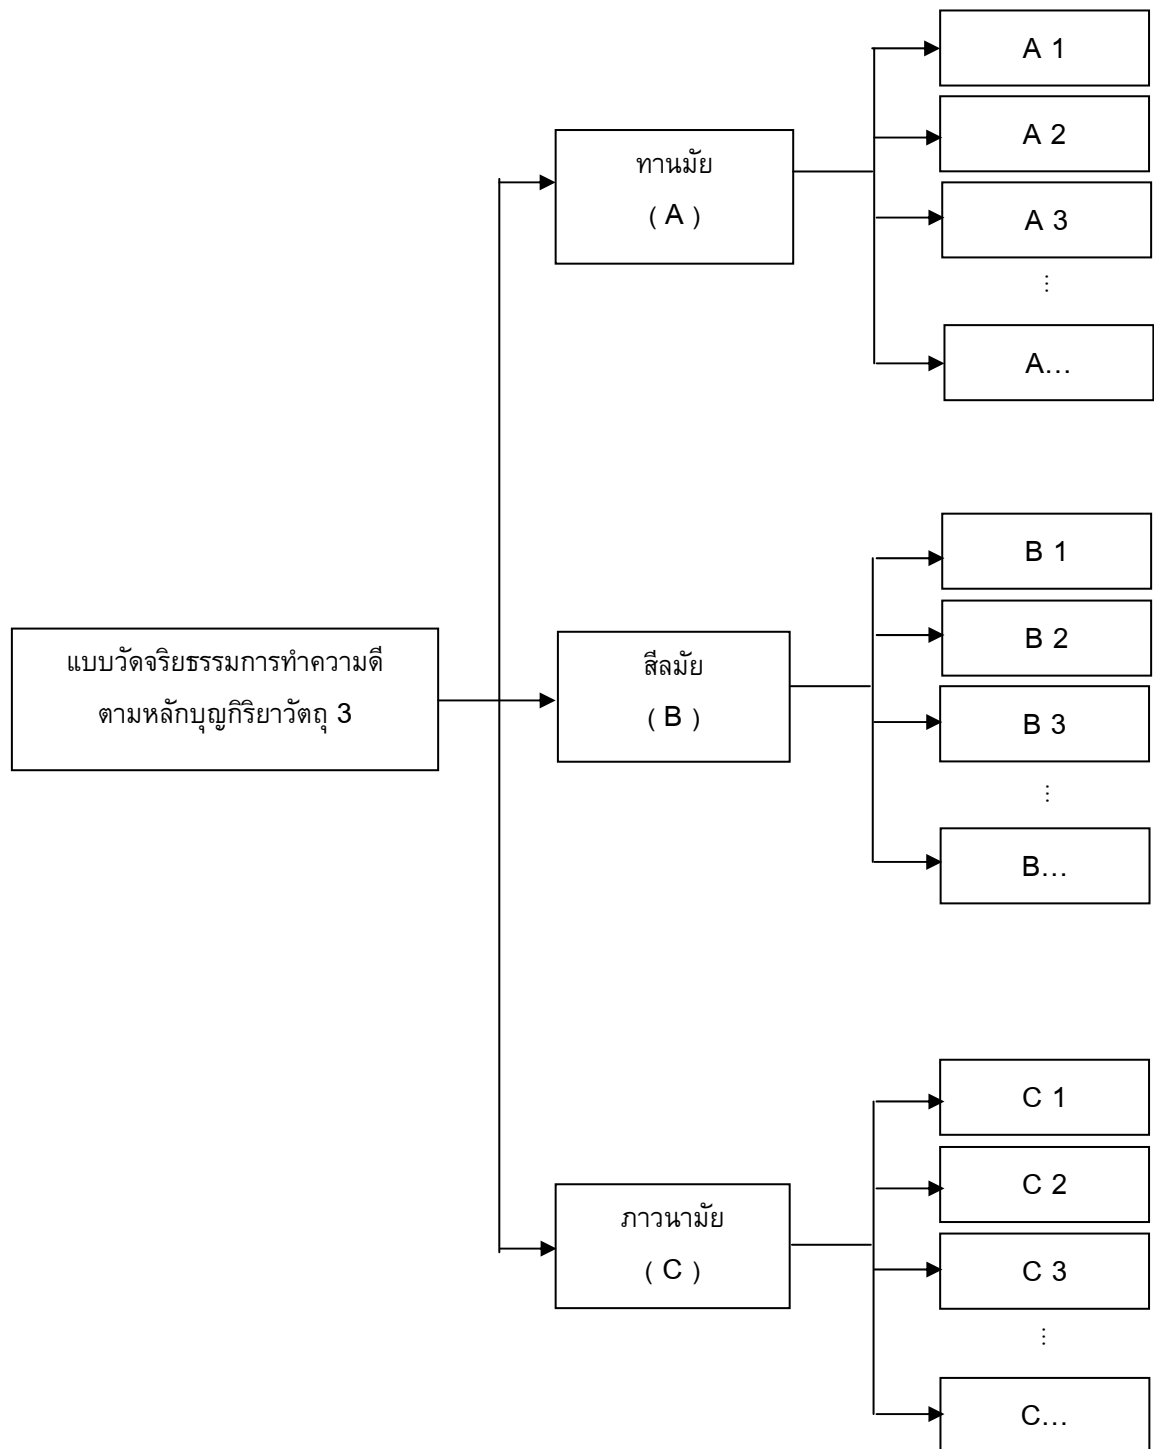 แบบวัดจริยธรรมการทำความดี
ตามหลักบุญกิริยาวัตถุ 3
ทานมัย
( A )
A 1
A 2
A 3
⋮
A…
สีลมัย
( B )
B 1
B 2
B 3
⋮
B…
ภาวนามัย
( C )
C 1
C 2
C 3
⋮
C…